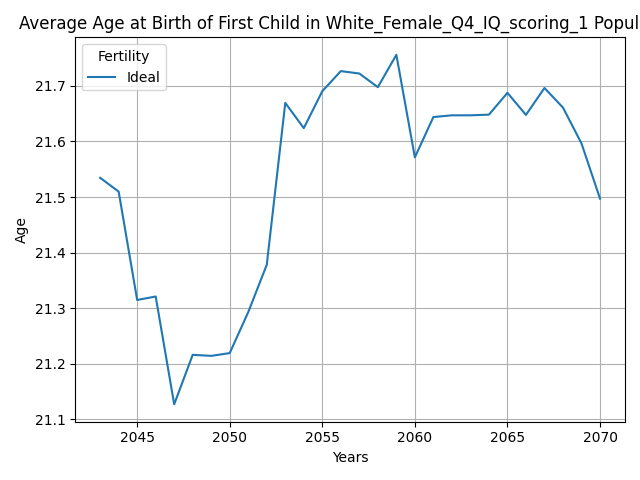 Average Age at Birth of First Child in White_Female_Q4_IQ_scoring_1 Popul
Fertility
Ideal
Age
21.7
21.6
21.5
21.4
21.3
21.2
21.1
2045 2050 2055 2060 2065 2070
Years